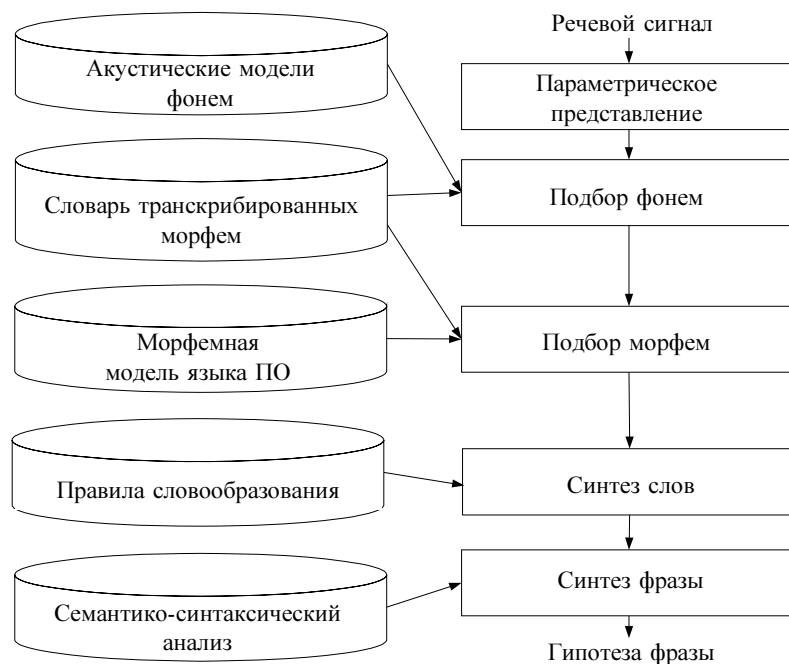 Речевой сигнал
Акустические модели
фонем
Параметрическое
представление
Словарь транскрибированных
морфем
Подбор фонем
Морфемная
модель языка ПО
Подбор морфем
Правила словообразования
Синтез слов
Семантико-синтаксический
анализ
Синтез фразы
Гипотеза фразы